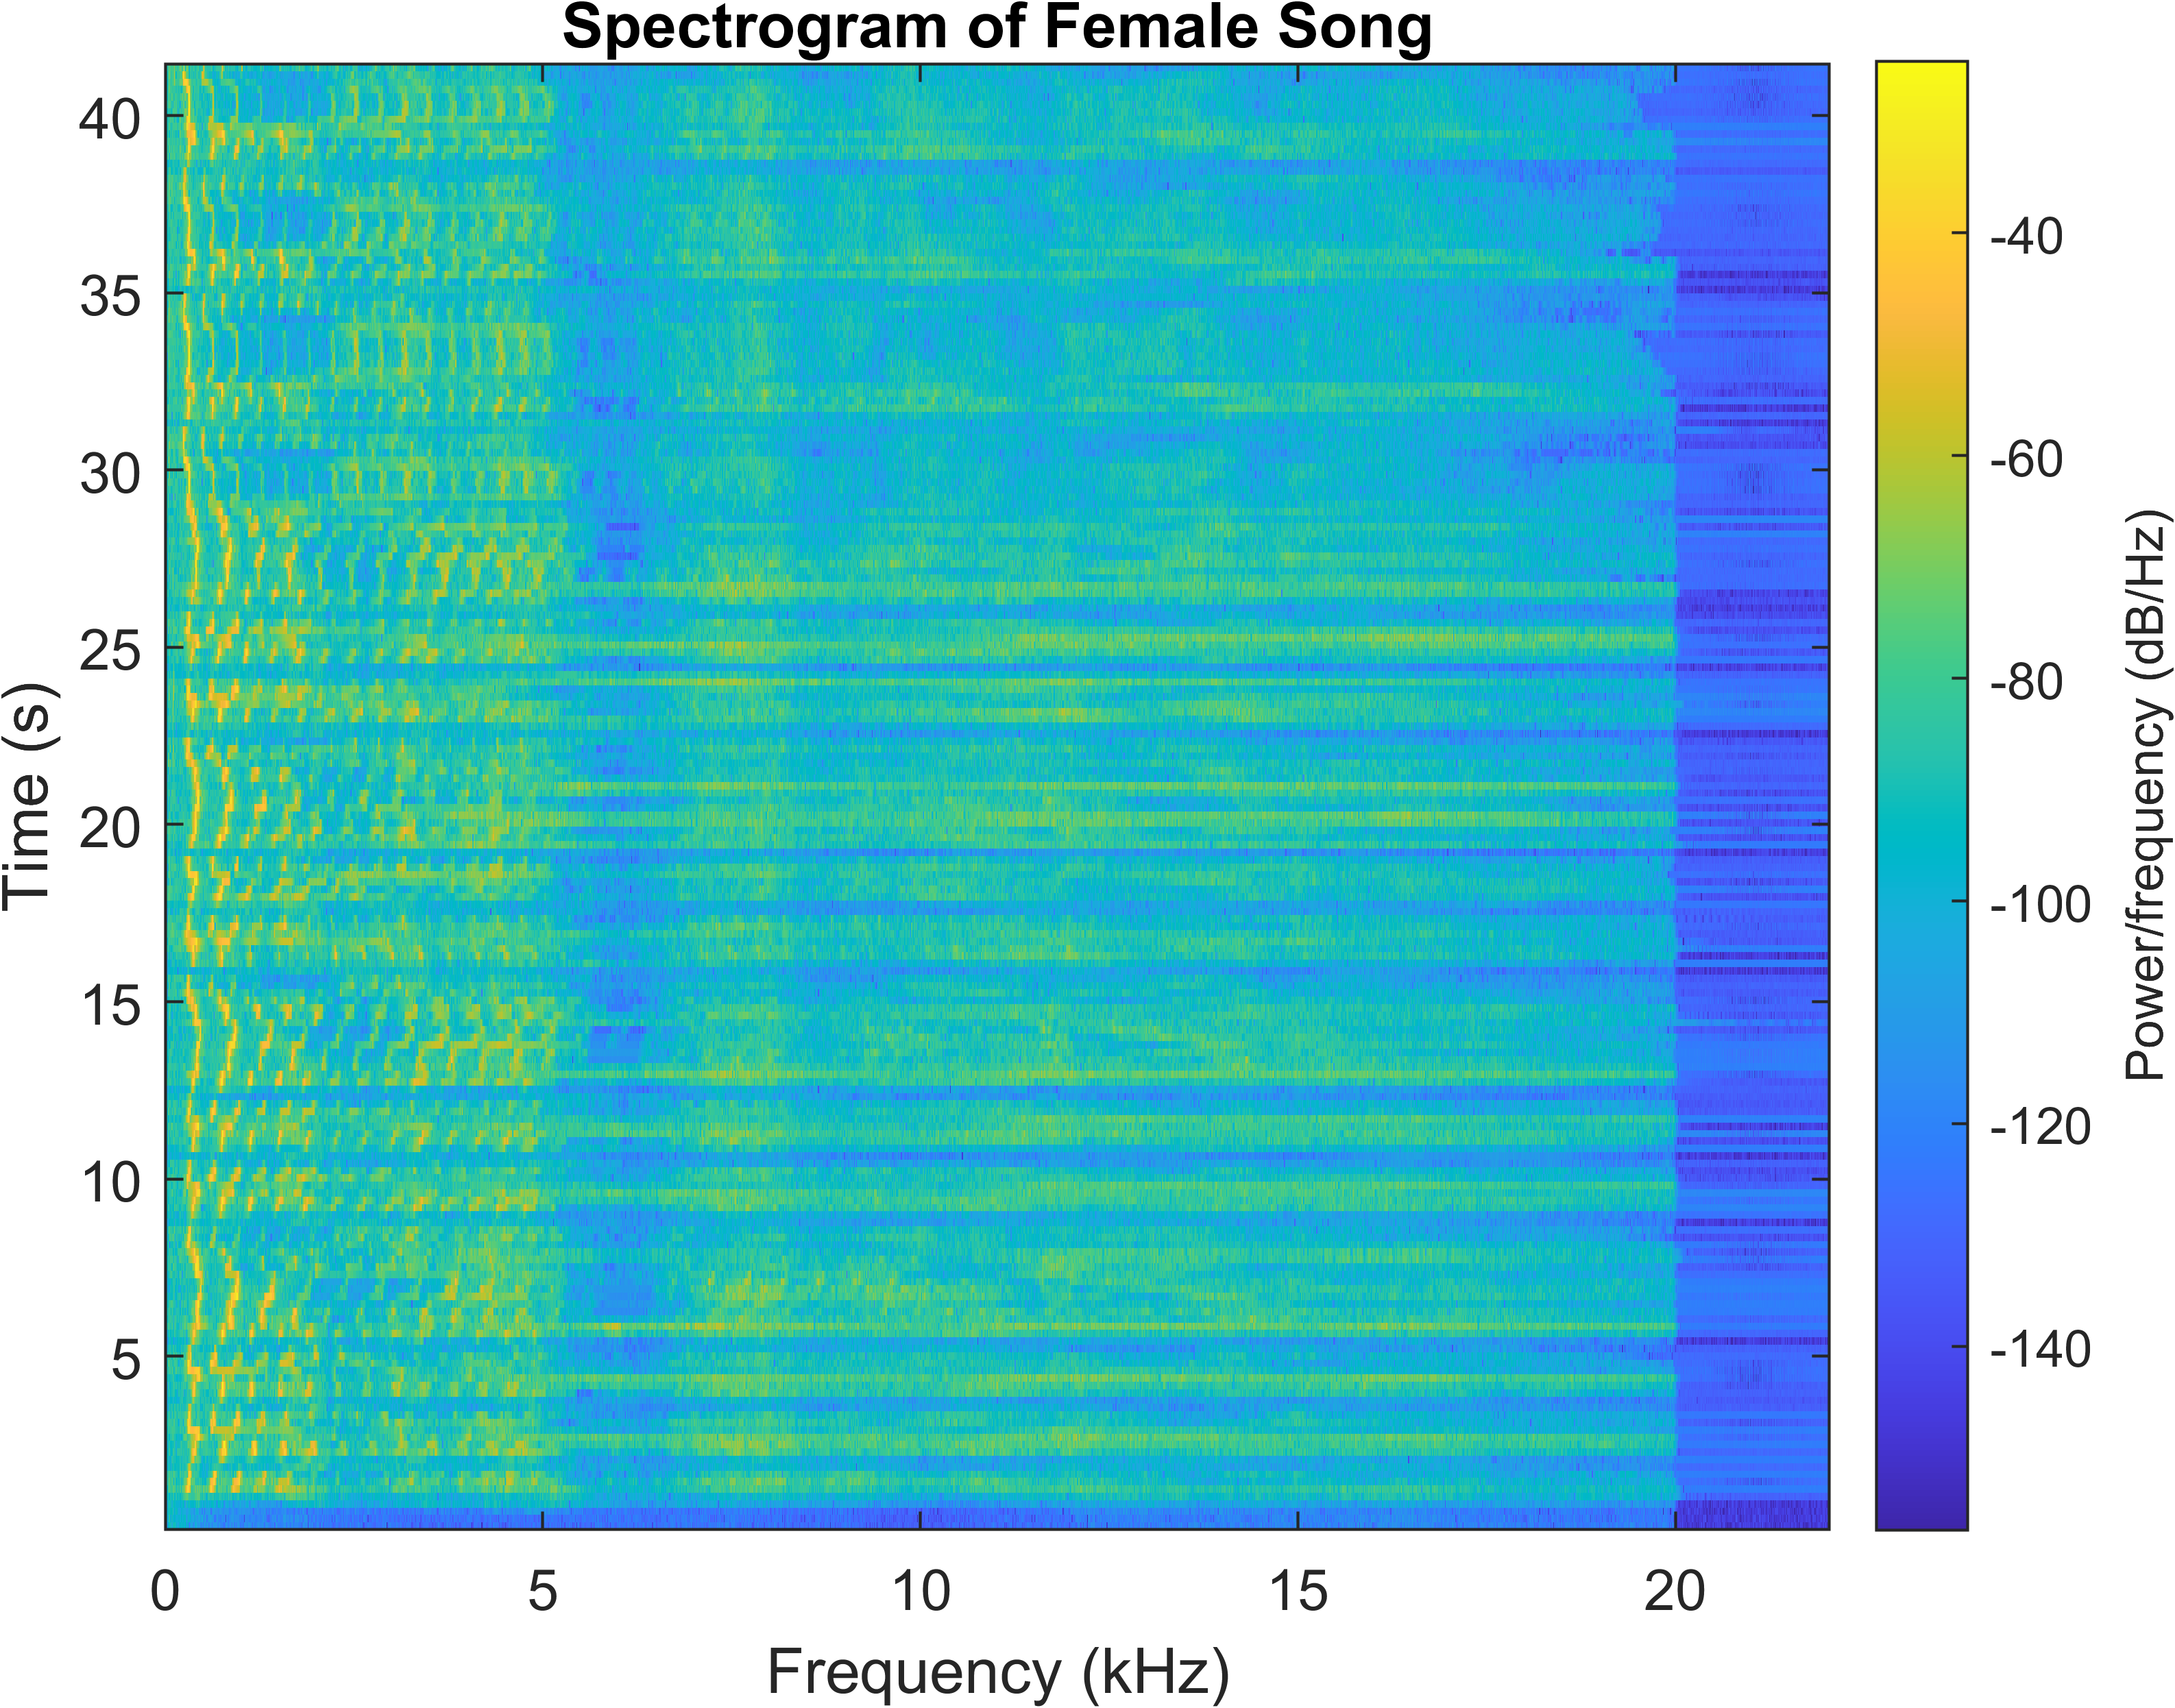 Spectrogram of Female Song
40
35
30
25
20
15
10
5
Time (s)
0 5 10 15 20
Frequency (kHz)
-40
-60
-80
-100
-120
-140
Power/frequency (dB/Hz)